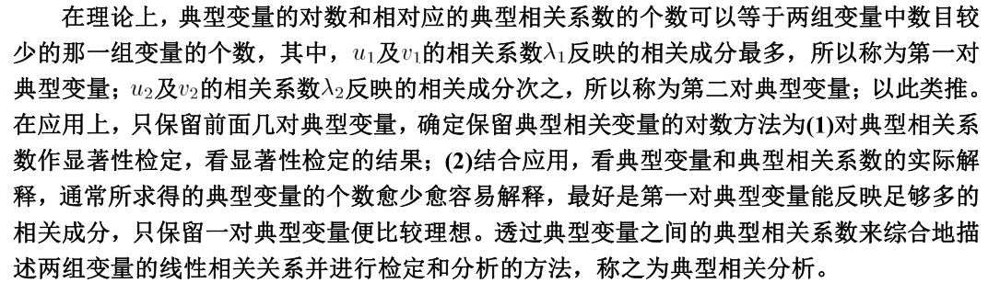 在理论上，典型变量的对数和相对应的典型相关系数的个数可以等于两组变量中数目较
少的那一组变量的个数，其中，u₁及v₁的相关系数λ₁反映的相关成分最多，所以称为第一对
典型变量；u₂及v₂的相关系数λ₂反映的相关成分次之，所以称为第二对典型变量；以此类推。
在应用上，只保留前面几对典型变量，确定保留典型相关变量的对数方法为(1)对典型相关系
数作显著性检定，看显著性检定的结果；(2)结合应用，看典型变量和典型相关系数的实际解
释，通常所求得的典型变量的个数愈少愈容易解释，最好是第一对典型变量能反映足够多的
相关成分，只保留一对典型变量便比较理想。透过典型变量之间的典型相关系数来综合地描
述两组变量的线性相关关系并进行检定和分析的方法，称之为典型相关分析。